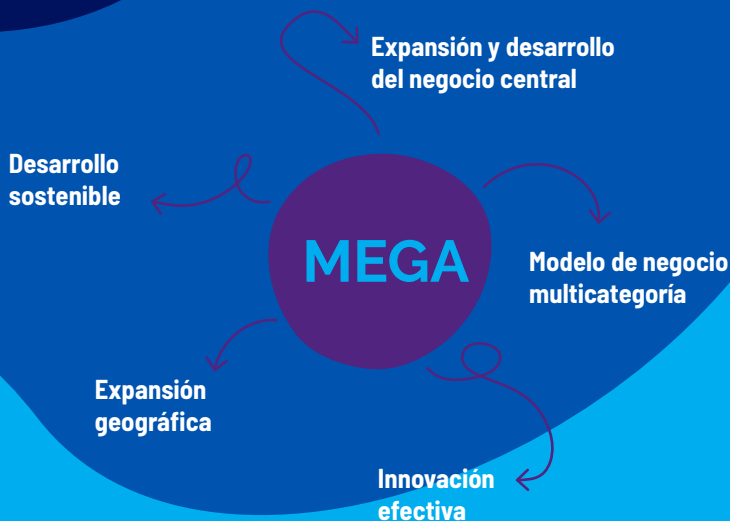 Expansión y desarrollo
del negocio central
Desarrollo
sostenible
MEGA
Modelo de negocio
multicategoría
Expansión
geográfica
Innovación
efectiva